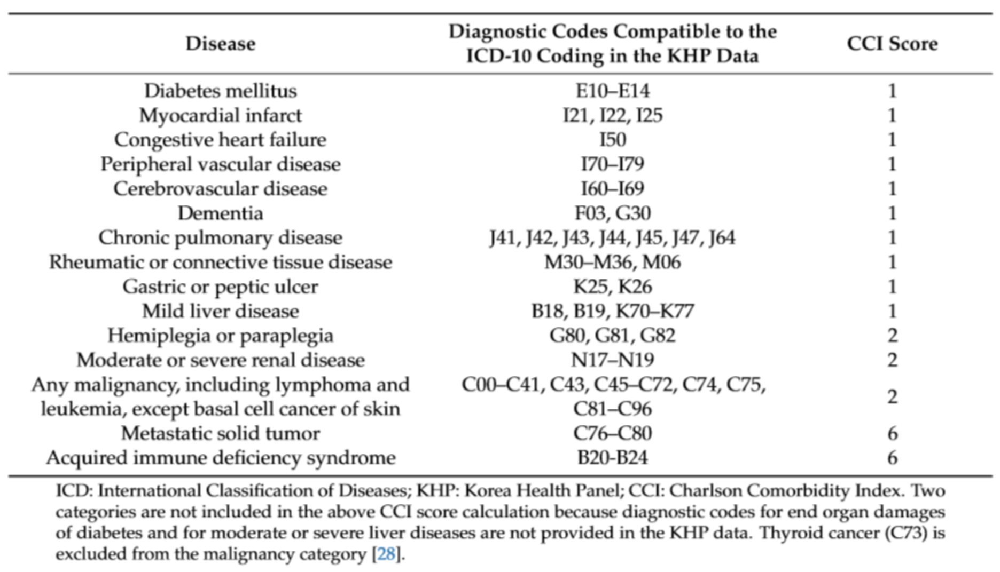 Disease
Diagnostic Codes Compatible to the
ICD-10 Coding in the KHP Data
CCI Score
Diabetes mellitus E10–E14 1
Myocardial infarct I21, I22, I25 1
Congestive heart failure I50 1
Peripheral vascular disease I70–I79 1
Cerebrovascular disease I60–I69 1
Dementia F03, G30 1
Chronic pulmonary disease J41, J42, J43, J44, J45, J47, J64 1
Rheumatic or connective tissue disease M30–M36, M06 1
Gastric or peptic ulcer K25, K26 1
Mild liver disease B18, B19, K70–K77 1
Hemiplegia or paraplegia G80, G81, G82 2
Moderate or severe renal disease N17–N19 2
Any malignancy, including lymphoma and C00–C41, C43, C45–C72, C74, C75,
leukemia, except basal cell cancer of skin C81–C96 2
Metastatic solid tumor C76–C80 6
Acquired immune deficiency syndrome B20-B24 6
ICD: International Classification of Diseases; KHP: Korea Health Panel; CCI: Charlson Comorbidity Index. Two
categories are not included in the above CCI score calculation because diagnostic codes for end organ damages
of diabetes and for moderate or severe liver diseases are not provided in the KHP data. Thyroid cancer (C73) is
excluded from the malignancy category [28].